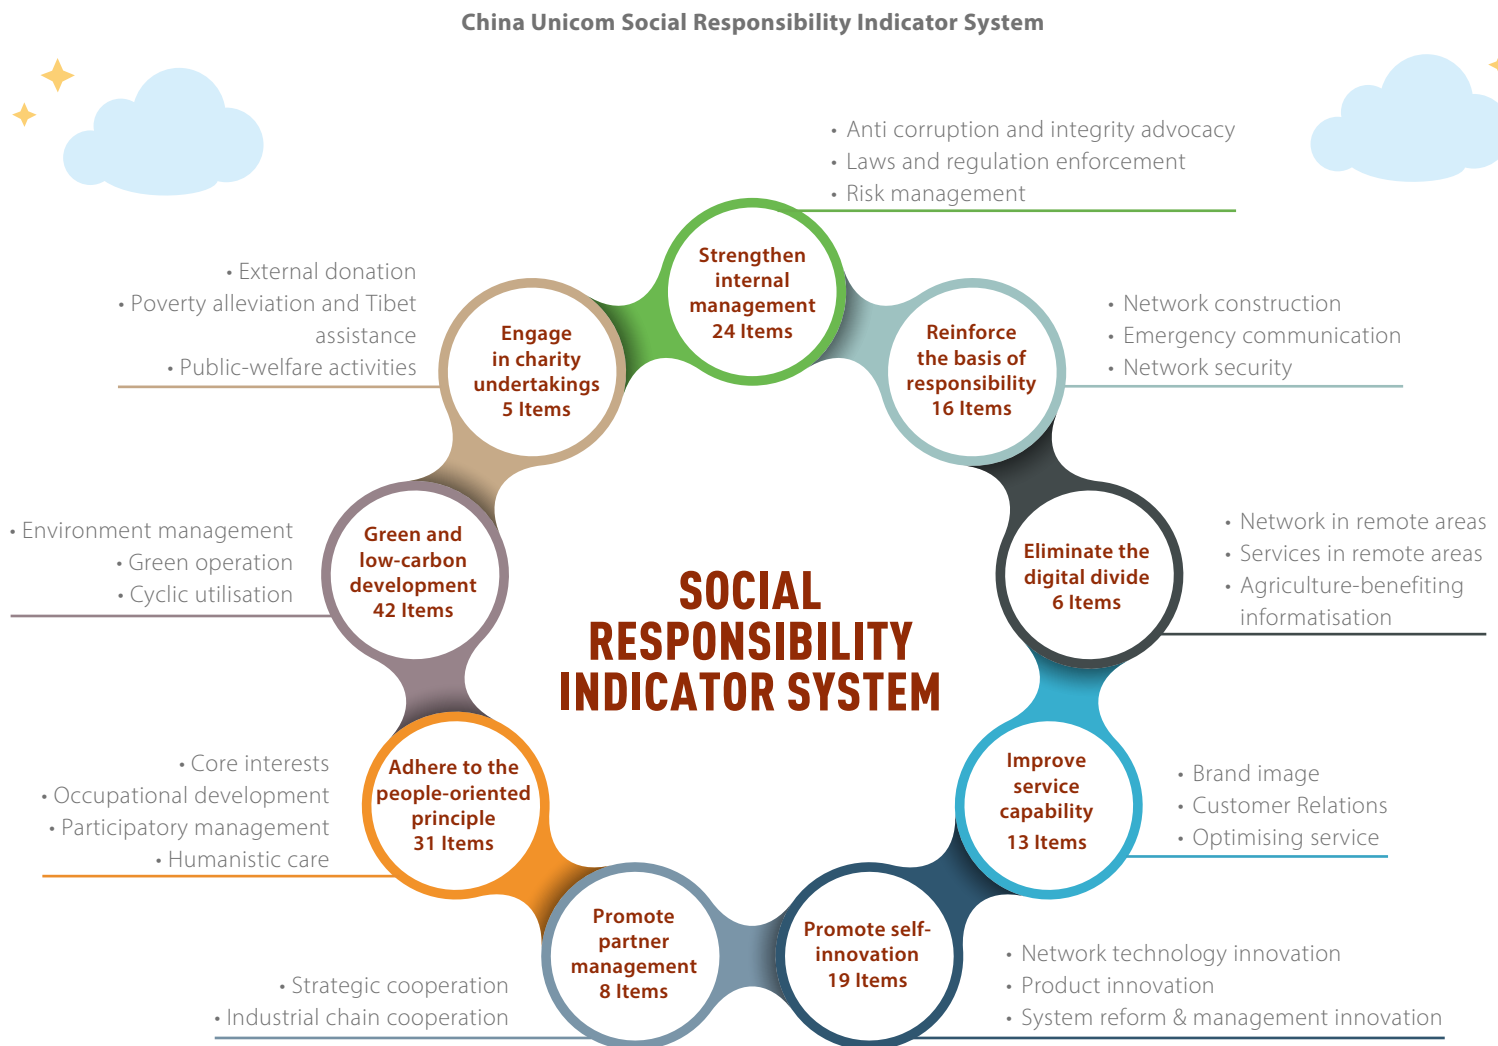 China Unicom Social Responsibility Indicator System
• Anti corruption and integrity advocacy
• Laws and regulation enforcement
• Risk management
Strengthen
internal
management
24 Items
• External donation
• Poverty alleviation and Tibet
assistance
• Public-welfare activities
Engage
in charity
undertakings
5 Items
Reinforce
the basis of
responsibility
16 Items
• Network construction
• Emergency communication
• Network security
• Environment management
• Green operation
• Cyclic utilisation
Green and
low-carbon
development
42 Items
SOCIAL
RESPONSIBILITY
INDICATOR SYSTEM
Eliminate the
digital divide
6 Items
• Network in remote areas
• Services in remote areas
• Agriculture-benefiting
informatisation
• Core interests
• Occupational development
• Participatory management
• Humanistic care
Adhere to the
people-oriented
principle
31 Items
Improve
service
capability
13 Items
• Brand image
• Customer Relations
• Optimising service
• Strategic cooperation
• Industrial chain cooperation
Promote
partner
management
8 Items
Promote self-
innovation
19 Items
• Network technology innovation
• Product innovation
• System reform & management innovation